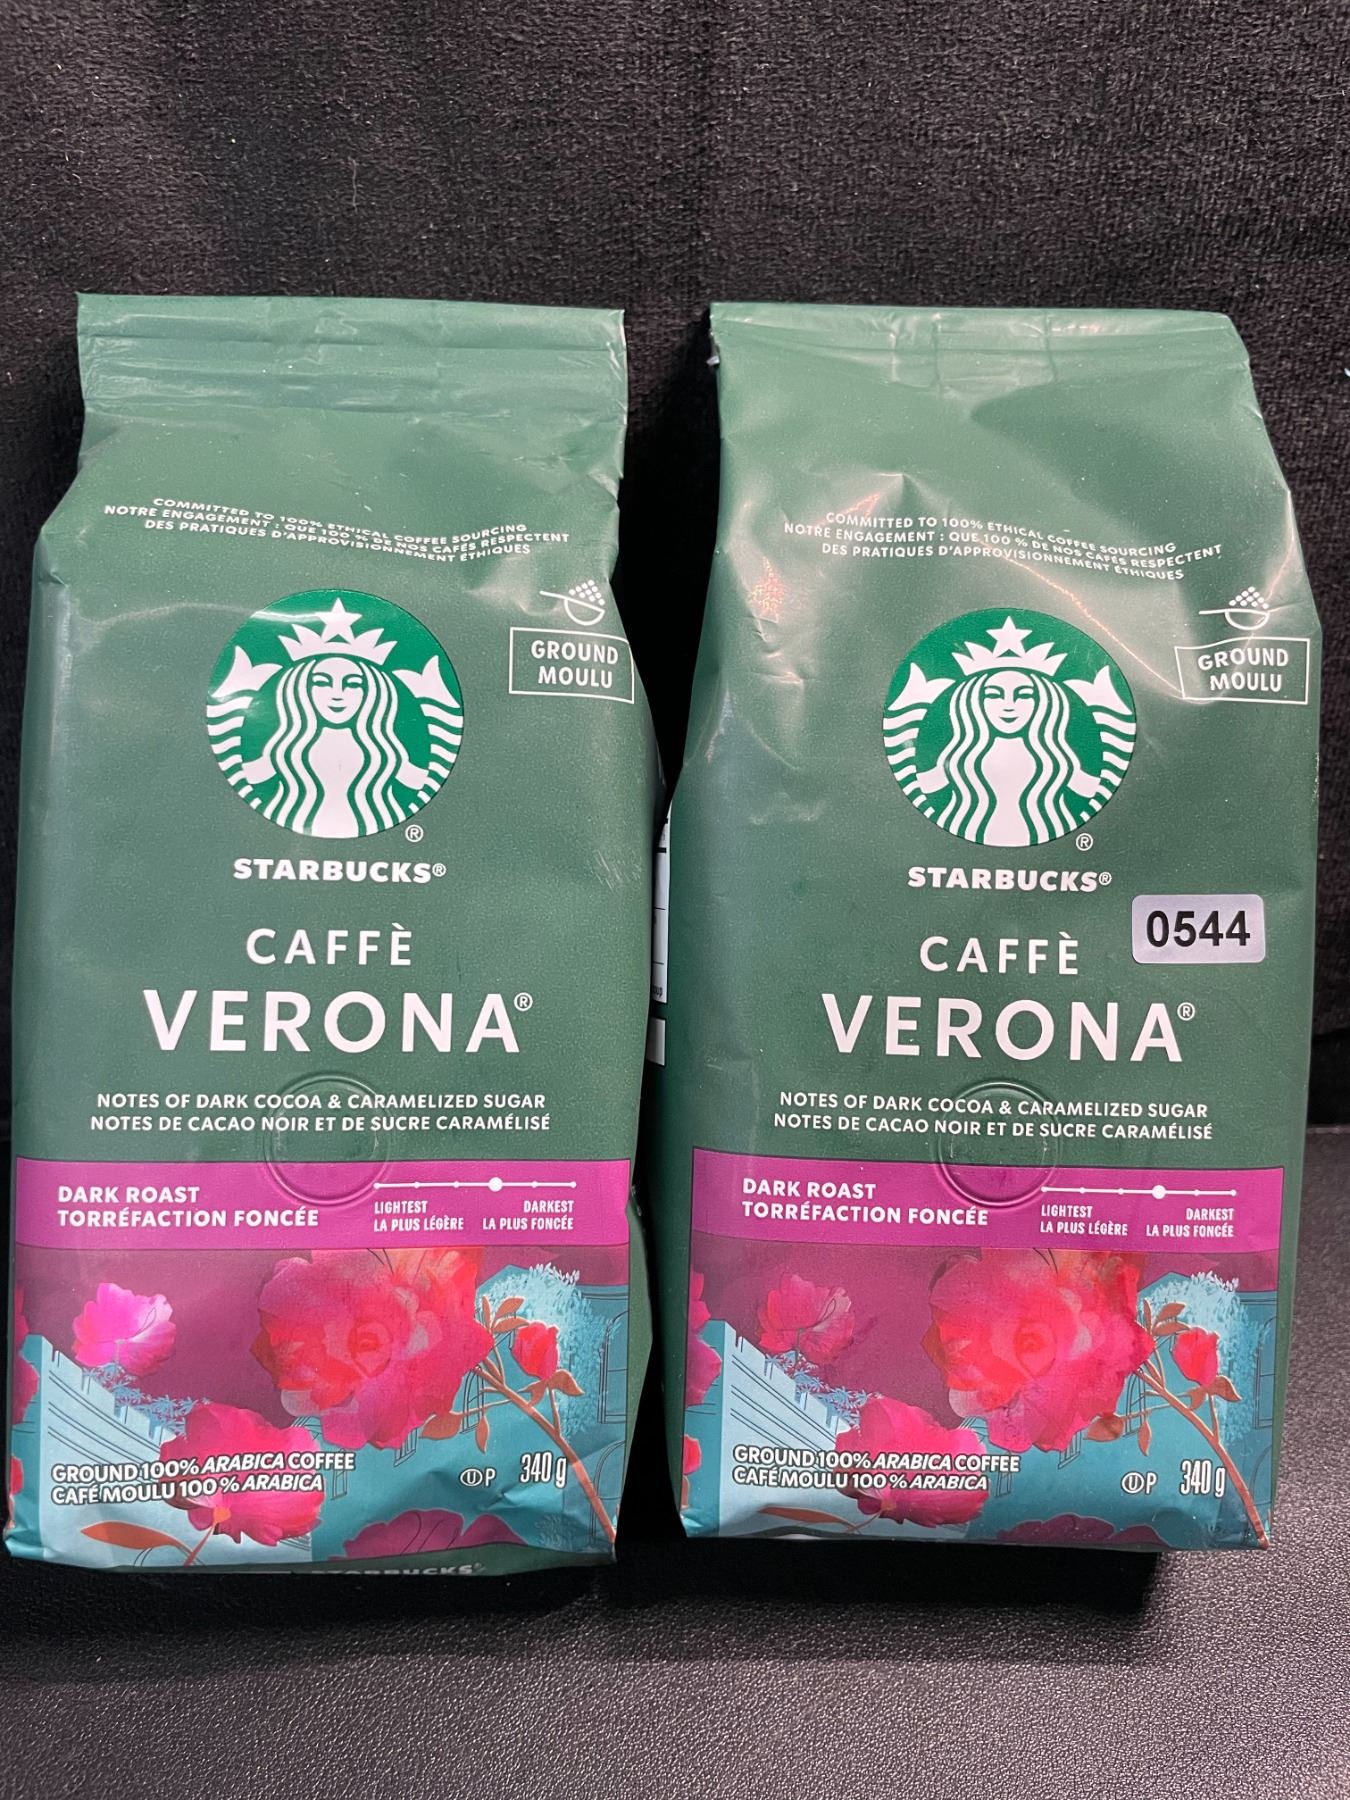 COMMITTED TO 100% ETHICAL COFFEE SOURCING
NOTRE ENGAGEMENT : QUE 100 % DE NOS CAFÉS RESPECTENT
DES PRATIQUES D'APPROVISIONNEMENT ÉTHIQUES
GROUND
MOULU
STARBUCKS®
CAFFÈ
VERONA®
NOTES OF DARK COCOA & CARAMELIZED SUGAR
NOTES DE CACAO NOIR ET DE SUCRE CARAMÉLISÉ
DARK ROAST
TORRÉFACTION FONCÉE
LIGHTEST
LA PLUS LÉGÈRE
DARKEST
LA PLUS FONCÉE
GROUND 100% ARABICA COFFEE
CAFÉ MOULU 100 % ARABICA
U P
340 g
STARBUCKS®
COMMITTED TO 100% ETHICAL COFFEE SOURCING
NOTRE ENGAGEMENT : QUE 100 % DE NOS CAFÉS RESPECTENT
DES PRATIQUES D'APPROVISIONNEMENT ÉTHIQUES
GROUND
MOULU
STARBUCKS®
0544
CAFFÈ
VERONA®
NOTES OF DARK COCOA & CARAMELIZED SUGAR
NOTES DE CACAO NOIR ET DE SUCRE CARAMÉLISÉ
DARK ROAST
TORRÉFACTION FONCÉE
LIGHTEST
LA PLUS LÉGÈRE
DARKEST
LA PLUS FONCÉE
GROUND 100% ARABICA COFFEE
CAFÉ MOULU 100 % ARABICA
U P
340 g